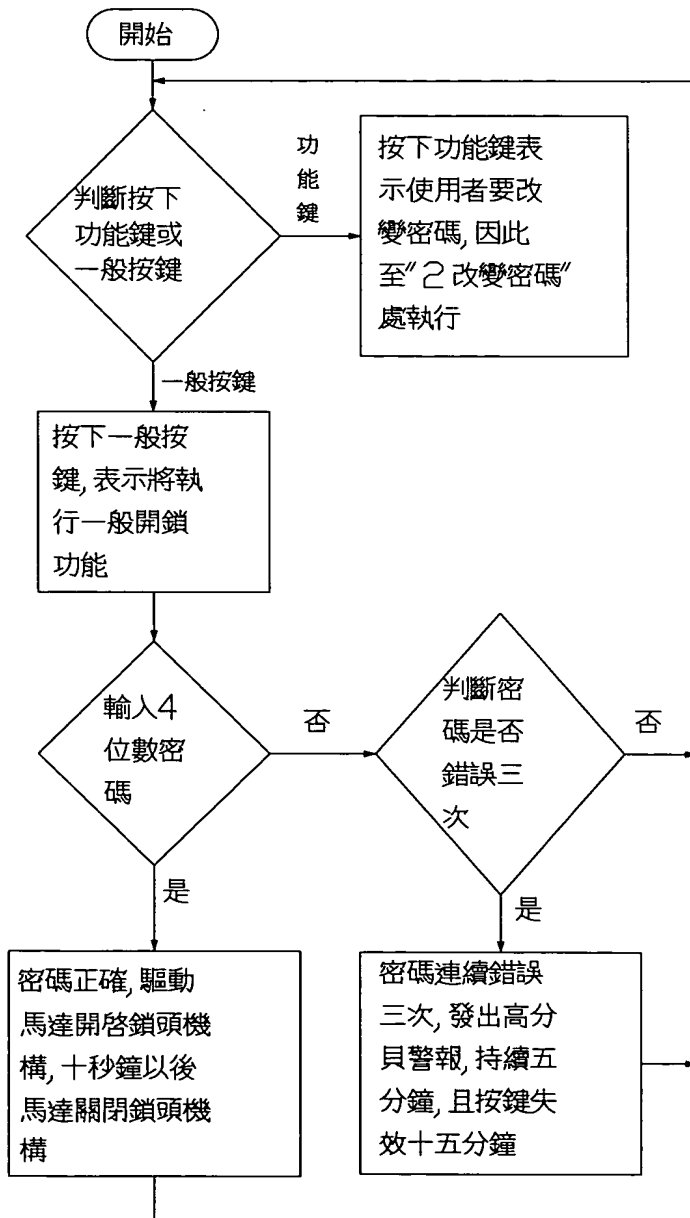 開始
判斷按下
功能鍵或
一般按鍵
功
能
鍵
按下功能鍵表
示使用者要改
變密碼, 因此
至"2 改變密碼"
處執行
一般按鍵
按下一般按
鍵, 表示將執
行一般開鎖
功能
輸入4
位數密
碼
否
判斷密
碼是否
錯誤三
次
否
是
密碼正確, 驅動
馬達開啓鎖頭機
構, 十秒鐘以後
馬達關閉鎖頭機
構
是
密碼連續錯誤
三次, 發出高分
貝警報, 持續五
分鐘, 且按鍵失
效十五分鐘